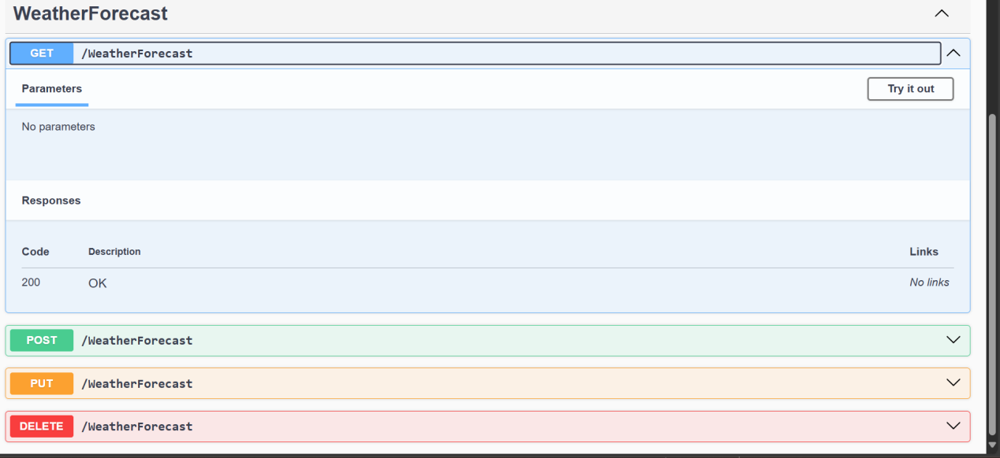 WeatherForecast
GET /WeatherForecast
Parameters Try it out
No parameters
Responses
Code Description Links
200 OK No links
POST /WeatherForecast
PUT /WeatherForecast
DELETE /WeatherForecast